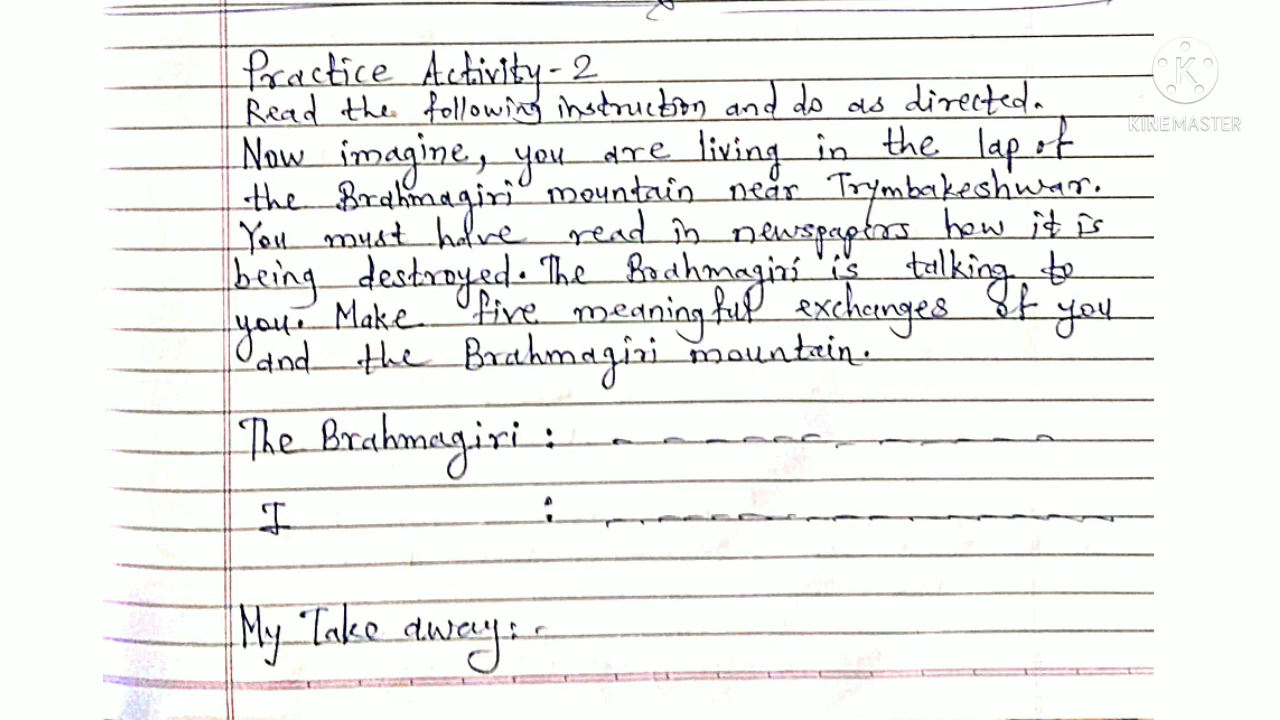 Practice Activity-2
Read the following instruction and do as directed.
Now imagine, you are living in the lap of
the Brahmagiri mountain near Trymbakeshwar.
You must have read in newspapers how it is
being destroyed. The Brahmagiri is talking to
you. Make five meaningful exchanges of you
and the Brahmagiri mountain.
The Brahmagiri : - - - - - - - - - - - -
I : - - - - - - - - - - - -
My Take away:-
K
KINEMASTER